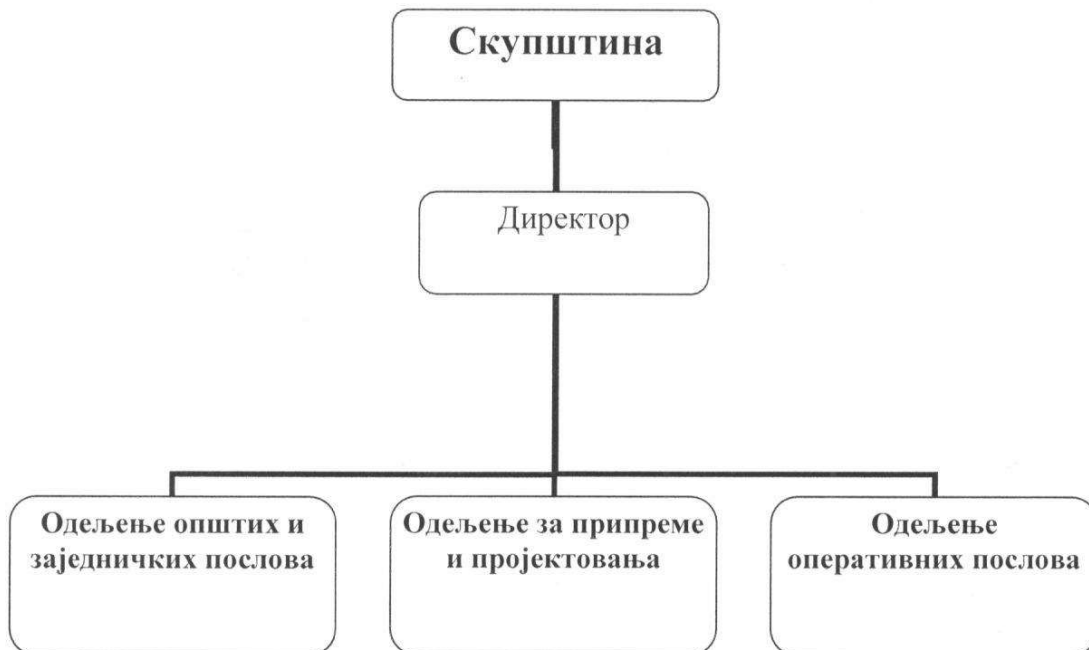 Скупштина
Директор
Одељење општих и
заједничких послова
Одељење за припреме
и пројектовања
Одељење
оперативних послова